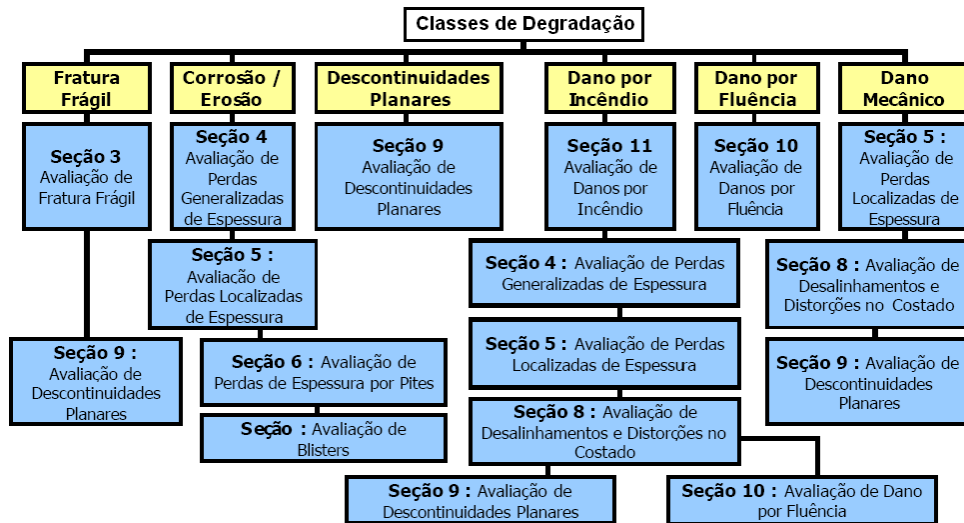 Classes de Degradação
Fratura
Frágil
Corrosão /
Erosão
Descontinuidades
Planares
Dano por
Incêndio
Dano por
Fluência
Dano
Mecânico
Seção 3
Avaliação de
Fratura Frágil
Seção 4
Avaliação de
Perdas
Generalizadas
de Espessura
Seção 9
Avaliação de
Descontinuidades
Planares
Seção 11
Avaliação de
Danos por
Incêndio
Seção 10
Avaliação de
Danos por
Fluência
Seção 5 :
Avaliação de
Perdas
Localizadas de
Espessura
Seção 5 :
Avaliação de
Perdas Localizadas
de Espessura
Seção 4 : Avaliação de Perdas
Generalizadas de Espessura
Seção 8 : Avaliação de
Desalinhamentos e
Distorções no Costado
Seção 9 :
Avaliação de
Descontinuidades
Planares
Seção 6 : Avaliação de
Perdas de Espessura por Pites
Seção 5 : Avaliação de Perdas
Localizadas de Espessura
Seção 9 : Avaliação de
Descontinuidades
Planares
Seção : Avaliação de
Blisters
Seção 8 : Avaliação de
Desalinhamentos e Distorções no
Costado
Seção 9 : Avaliação de
Descontinuidades Planares
Seção 10 : Avaliação de Dano
por Fluência